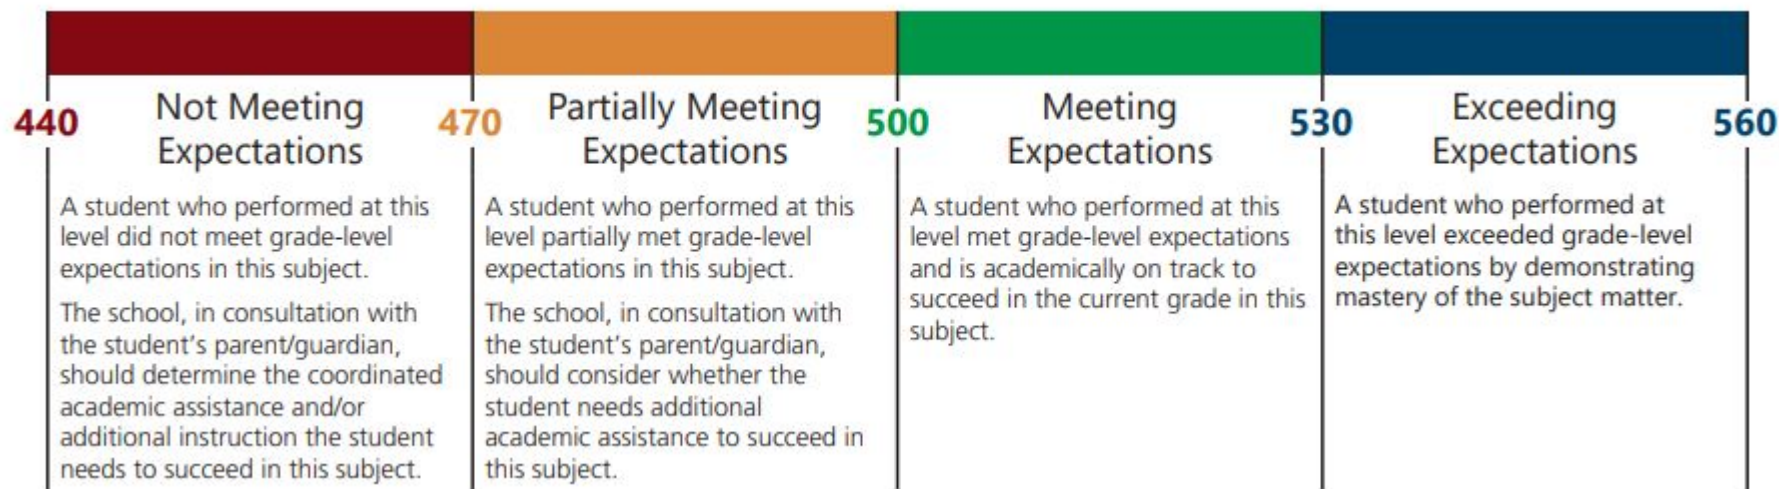 440
Not Meeting
Expectations
A student who performed at this
level did not meet grade-level
expectations in this subject.
The school, in consultation with
the student’s parent/guardian,
should determine the coordinated
academic assistance and/or
additional instruction the student
needs to succeed in this subject.
470
Partially Meeting
Expectations
A student who performed at this
level partially met grade-level
expectations in this subject.
The school, in consultation with
the student’s parent/guardian,
should consider whether the
student needs additional
academic assistance to succeed in
this subject.
500
Meeting
Expectations
A student who performed at this
level met grade-level expectations
and is academically on track to
succeed in the current grade in this
subject.
530
Exceeding
Expectations
A student who performed at
this level exceeded grade-level
expectations by demonstrating
mastery of the subject matter.
560